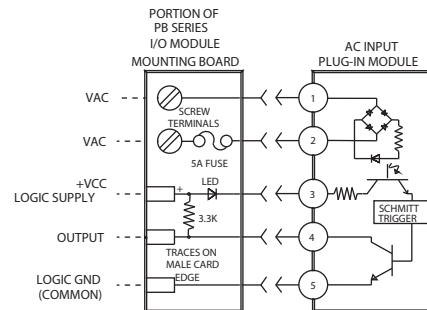 PORTION OF
PB SERIES
I/O MODULE
MOUNTING BOARD
AC INPUT
PLUG-IN MODULE
VAC
SCREW
TERMINALS
1
VAC
5A FUSE
2
+VCC
LOGIC SUPPLY
+
LED
3
3.3K
SCHMITT
TRIGGER
OUTPUT
4
TRACES ON
MALE CARD
EDGE
LOGIC GND
(COMMON)
5